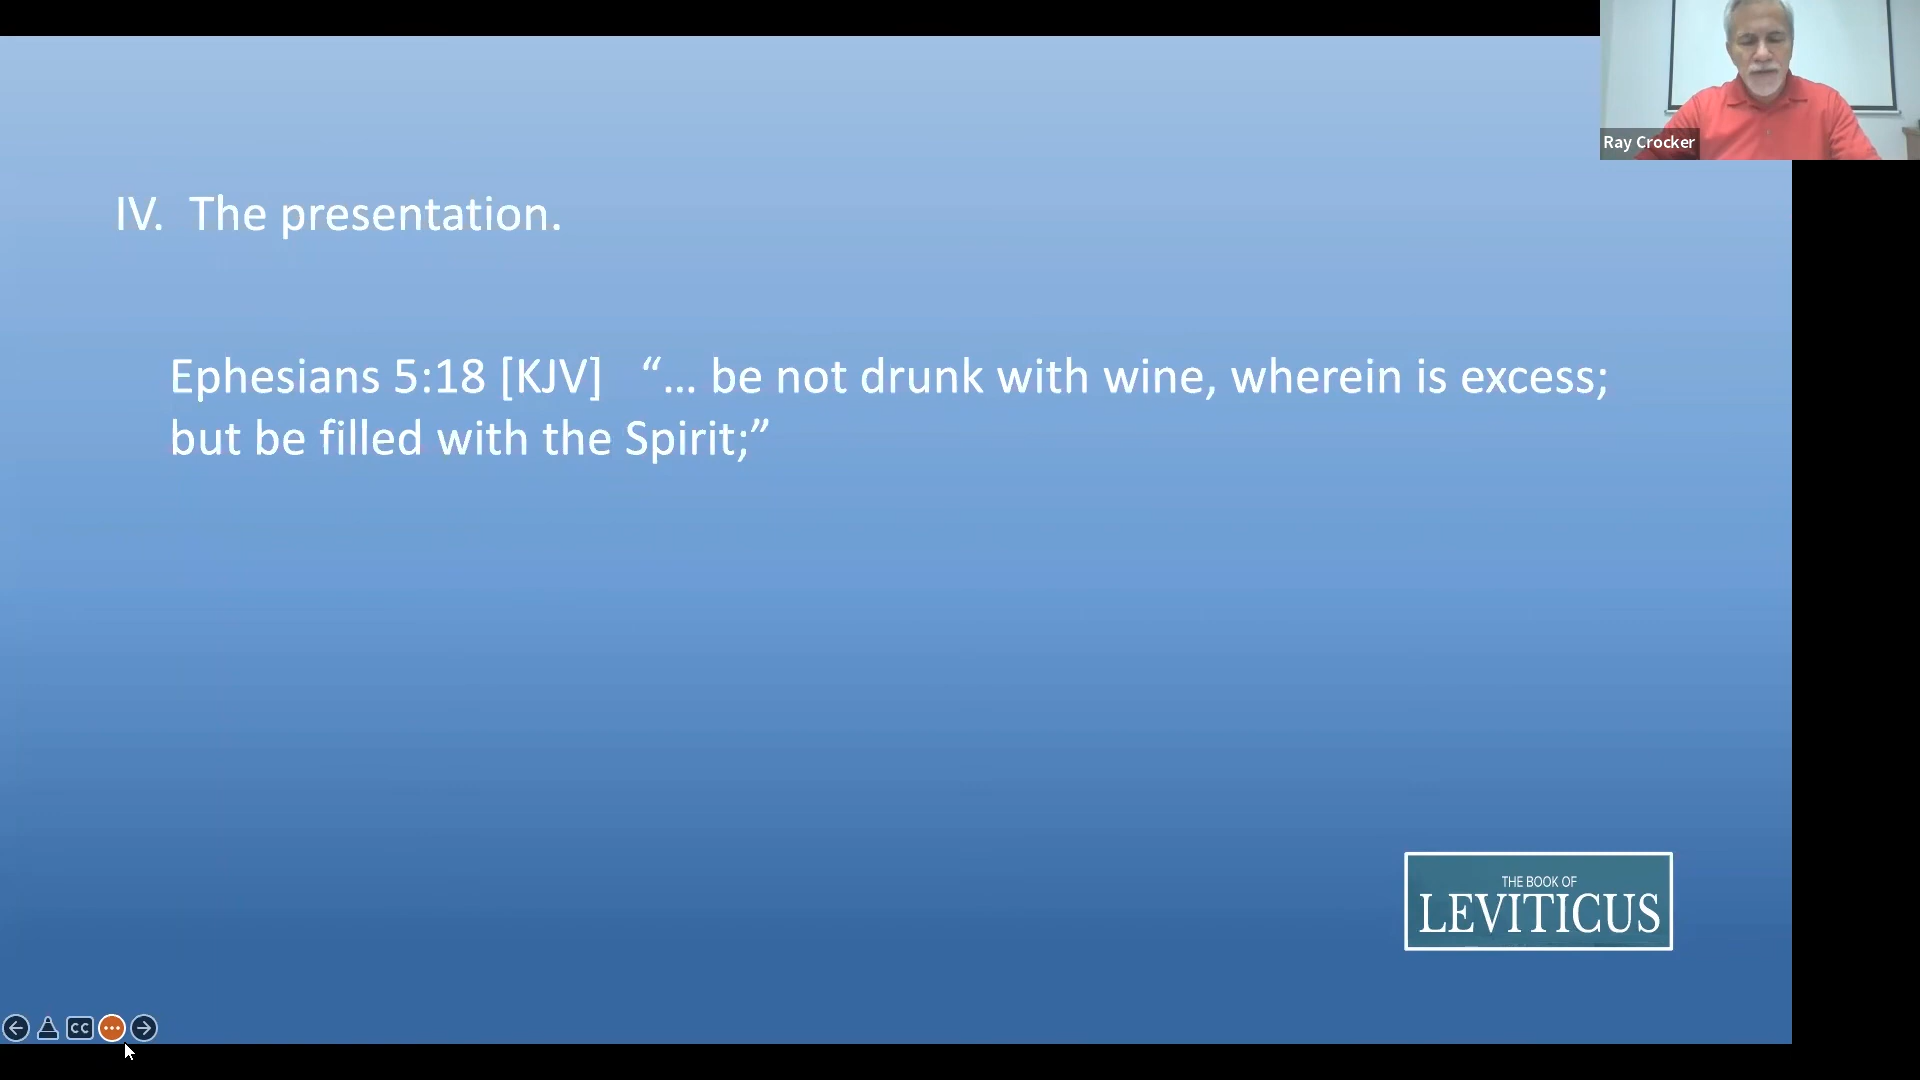 Ray Crocker
IV.  The presentation.
Ephesians 5:18 [KJV]   “... be not drunk with wine, wherein is excess;
but be filled with the Spirit;”
THE BOOK OF
LEVITICUS
CC